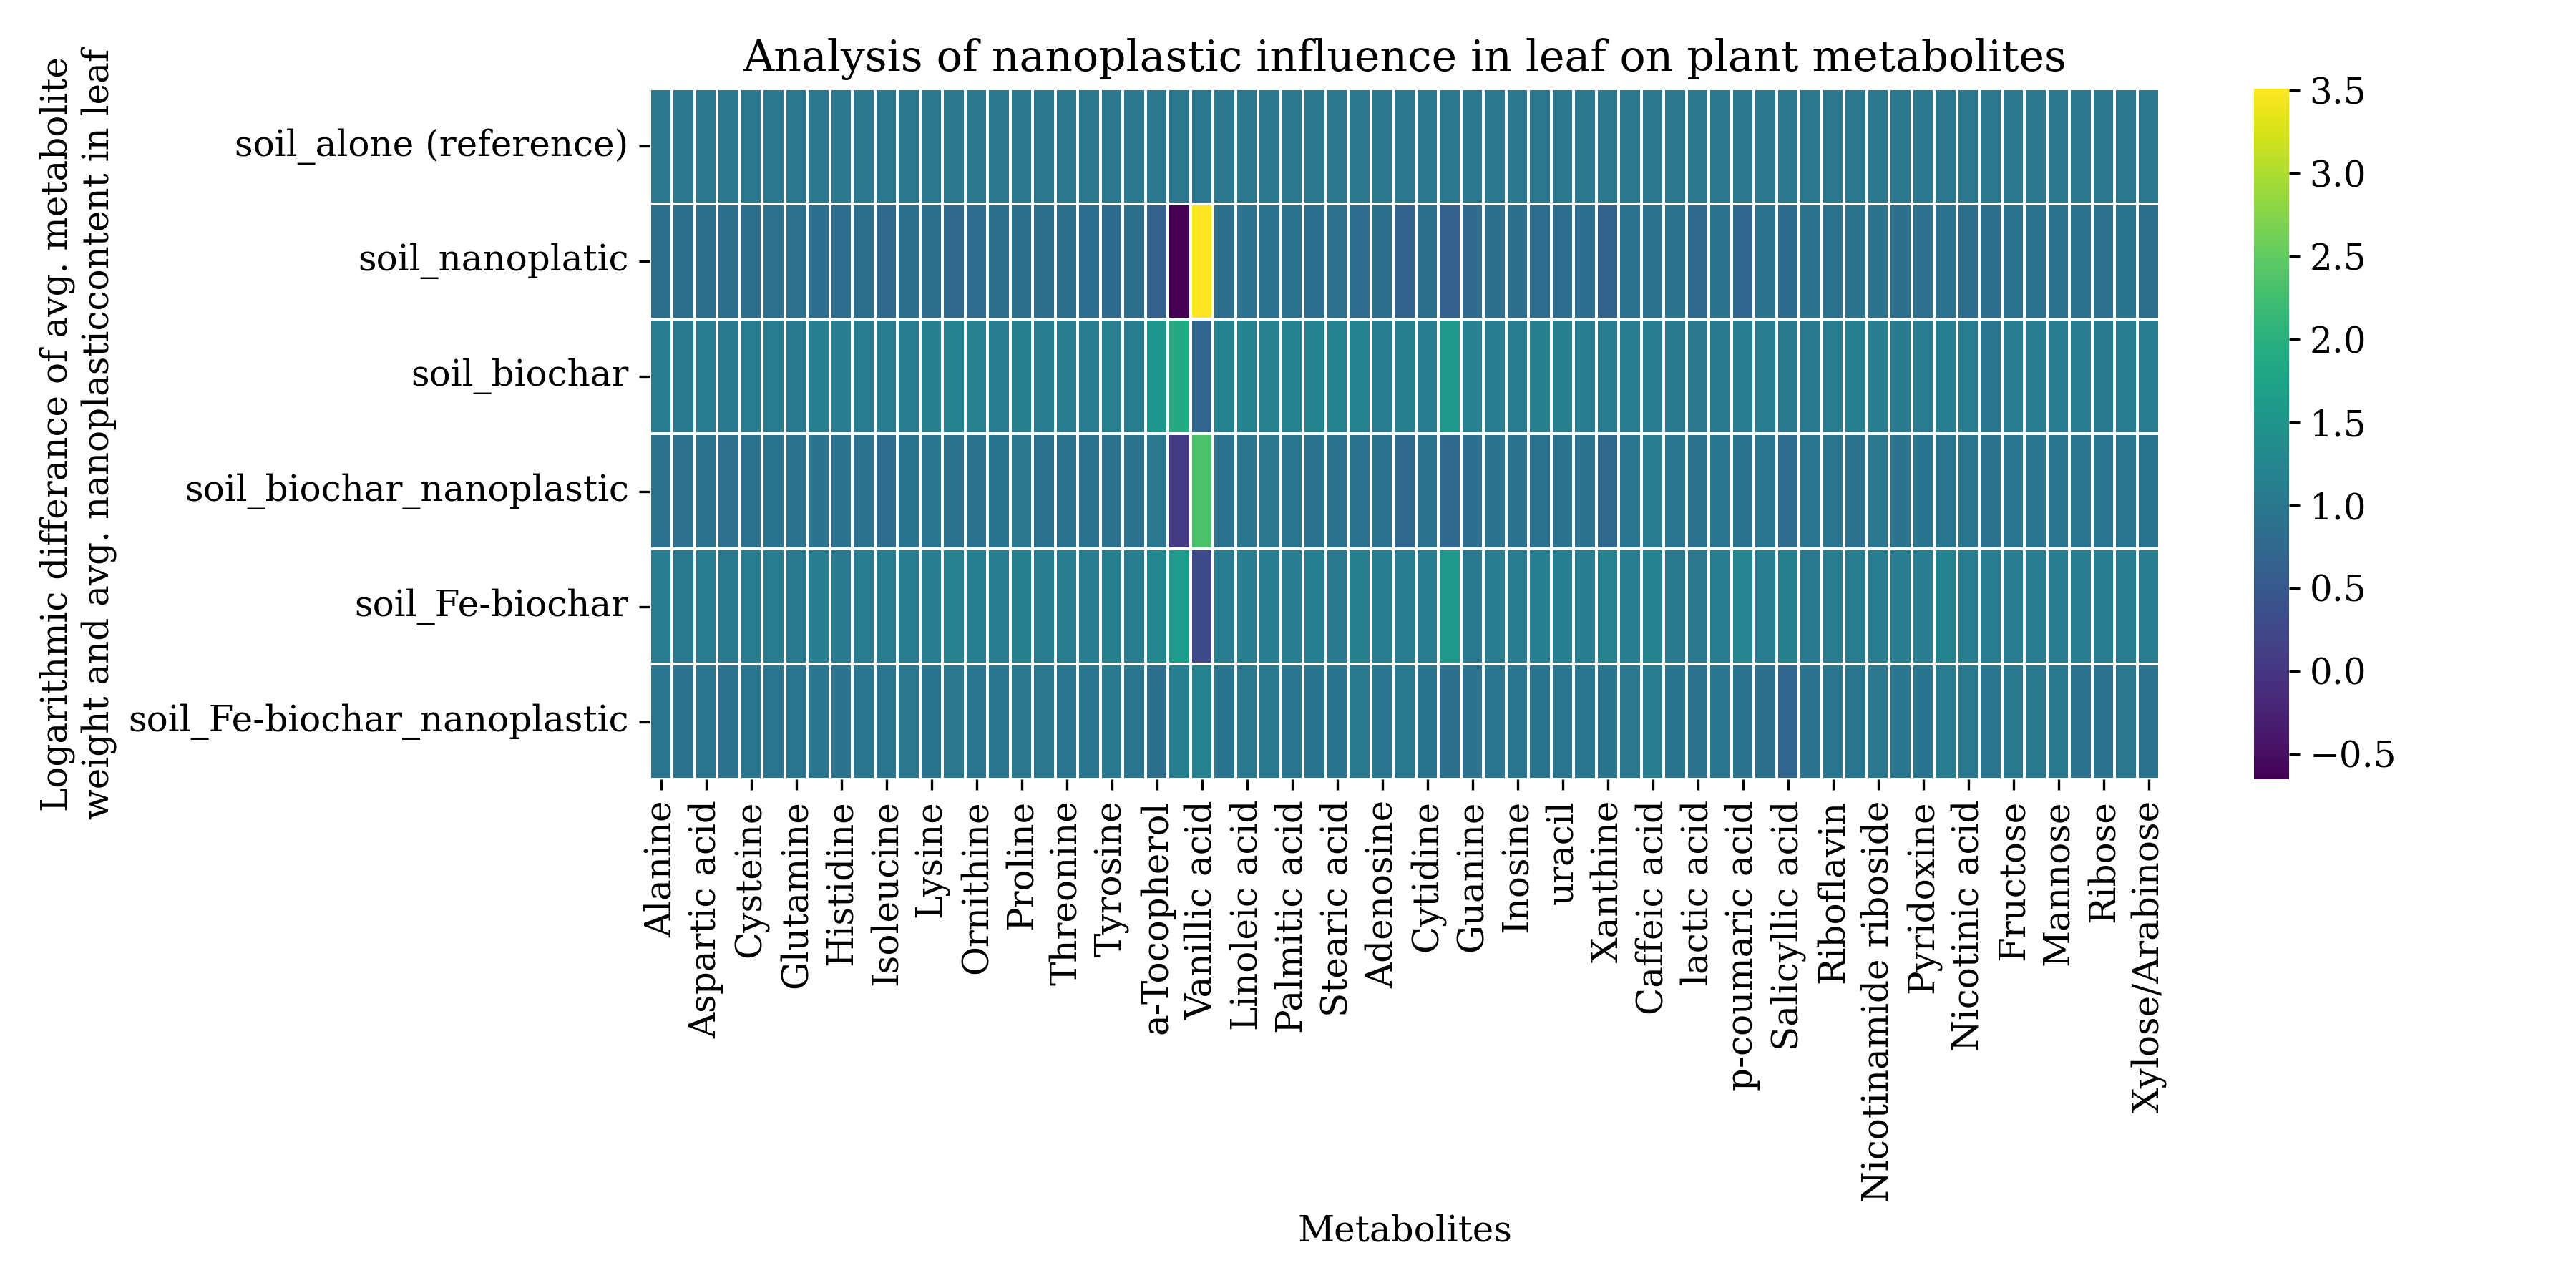 Analysis of nanoplastic influence in leaf on plant metabolites
Logarithmic differance of avg. metabolite
weight and avg. nanoplasticcontent in leaf
soil_alone (reference)
soil_nanoplatic
soil_biochar
soil_biochar_nanoplastic
soil_Fe-biochar
soil_Fe-biochar_nanoplastic
3.5
3.0
2.5
2.0
1.5
1.0
0.5
0.0
−0.5
Alanine
Aspartic acid
Cysteine
Glutamine
Histidine
Isoleucine
Lysine
Ornithine
Proline
Threonine
Tyrosine
a-Tocopherol
Vanillic acid
Linoleic acid
Palmitic acid
Stearic acid
Adenosine
Cytidine
Guanine
Inosine
uracil
Xanthine
Caffeic acid
lactic acid
p-coumaric acid
Salicyllic acid
Riboflavin
Nicotinamide riboside
Pyridoxine
Nicotinic acid
Fructose
Mannose
Ribose
Xylose/Arabinose
Metabolites